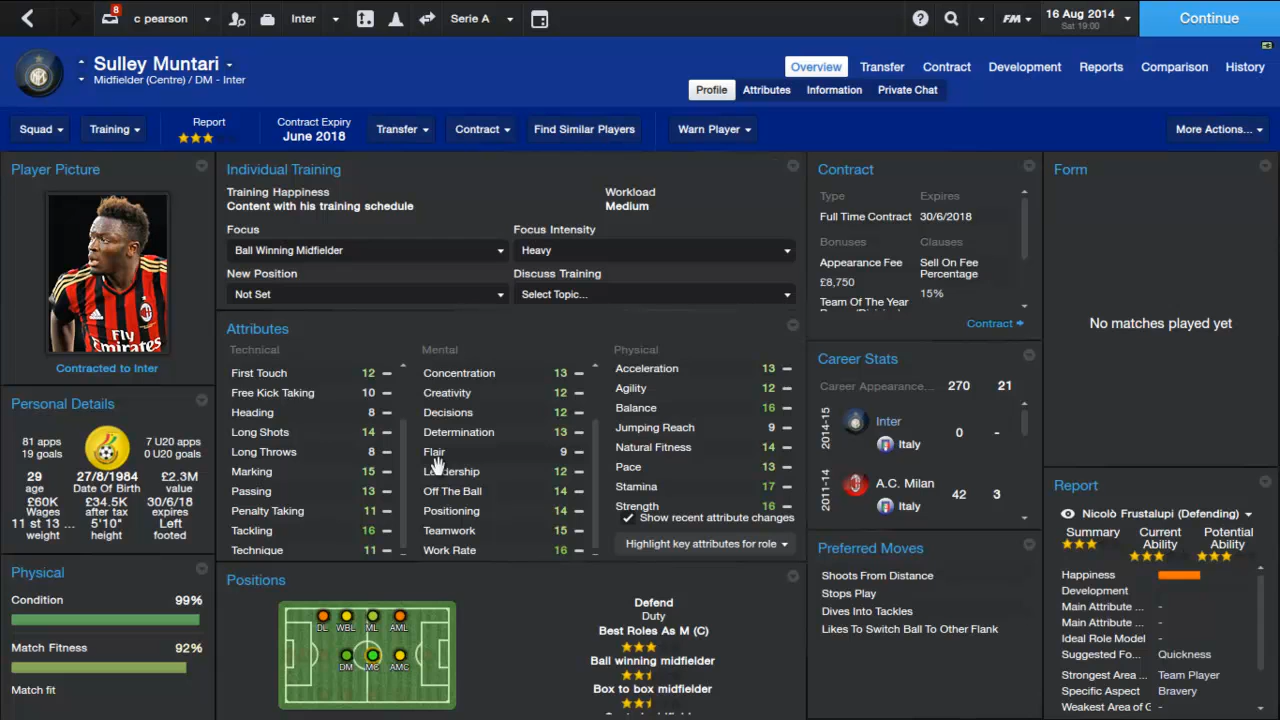 8
c pearson
Inter
Serie A
FM
16 Aug 2014
Sat 19:00
Continue
Sulley Muntari
Midfielder (Centre) / DM - Inter
Overview Transfer Contract Development Reports Comparison History
Profile Attributes Information Private Chat
Squad
Training
Report
Contract Expiry
June 2018
Transfer
Contract
Find Similar Players
Warn Player
More Actions...
Player Picture
Fly
Emirates
Contracted to Inter
Personal Details
81 apps
19 goals
7 U20 apps
0 U20 goals
29
age
27/8/1984
Date Of Birth
£2.3M
value
£60K
Wages
£34.5K
after tax
30/6/18
expires
11 st 13 ...
weight
5'10"
height
Left
footed
Physical
Condition 99%
Match Fitness 92%
Match fit
Individual Training
Training Happiness
Content with his training schedule
Workload
Medium
Focus
Ball Winning Midfielder
Focus Intensity
Heavy
New Position
Not Set
Discuss Training
Select Topic...
Attributes
Technical
First Touch 12
Free Kick Taking 10
Heading 8
Long Shots 14
Long Throws 8
Marking 15
Passing 13
Penalty Taking 11
Tackling 16
Technique 11
Mental
Concentration 13
Creativity 12
Decisions 12
Determination 13
Flair 9
Leadership 12
Off The Ball 14
Positioning 14
Teamwork 15
Work Rate 16
Physical
Acceleration 13
Agility 12
Balance 16
Jumping Reach 9
Natural Fitness 14
Pace 13
Stamina 17
Strength 16
Show recent attribute changes
Highlight key attributes for role
Positions
DL WBL ML AML
DM MC AMC
Defend
Duty
Best Roles As M (C)
Ball winning midfielder
Box to box midfielder
Contract
Type
Full Time Contract
Expires
30/6/2018
Bonuses
Appearance Fee
£8,750
Team Of The Year
Clauses
Sell On Fee
Percentage
15%
Contract
Career Stats
Career Appearance... 270 21
2014-15 Inter 0 -
Italy
2011-14 A.C. Milan 42 3
Italy
Preferred Moves
Shoots From Distance
Stops Play
Dives Into Tackles
Likes To Switch Ball To Other Flank
Form
No matches played yet
Report
Nicolò Frustalupi (Defending)
Summary
Current
Ability
Potential
Ability
Happiness
Development
Main Attribute ... -
Main Attribute ... -
Ideal Role Model -
Suggested Fo... Quickness
Strongest Area ... Team Player
Specific Aspect Bravery
Weakest Area of G -